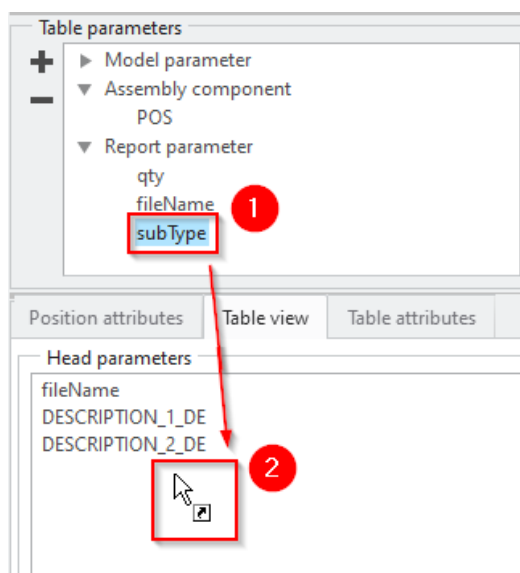 Table parameters
Model parameter
Assembly component
POS
Report parameter
qty
fileName
1
subType
Position attributes
Table view
Table attributes
Head parameters
fileName
DESCRIPTION_1_DE
DESCRIPTION_2_DE
2